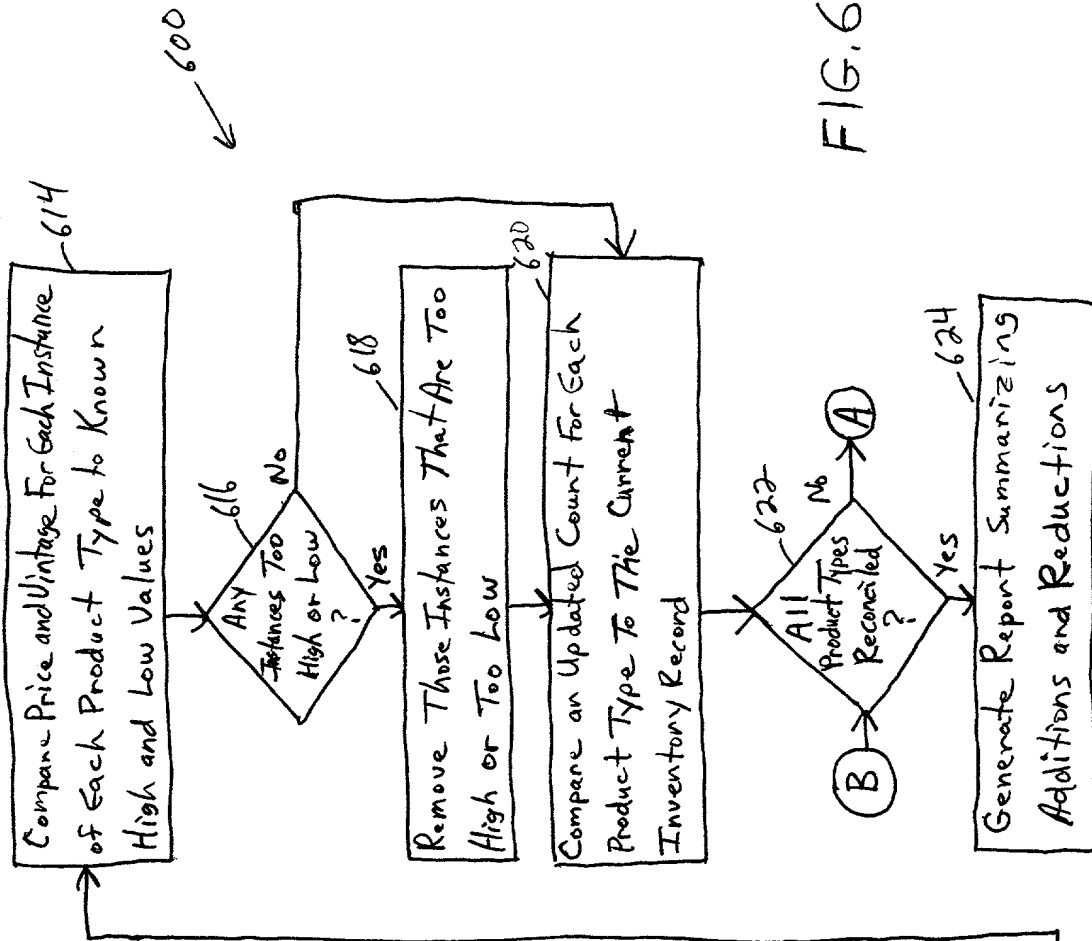 600
614
Compare Price and Vintage For Each Instance
of Each Product Type to Known
High and Low Values
616
Any
Instances Too
High or Low
?
No
Yes
618
Remove Those Instances That Are Too
High or Too Low
620
Compare an Updated Count For Each
Product Type To The Current
Inventory Record
622
All
Product Types
Reconciled
?
No
A
B
Yes
624
Generate Report Summarizing
Additions and Reductions
FIG. 6